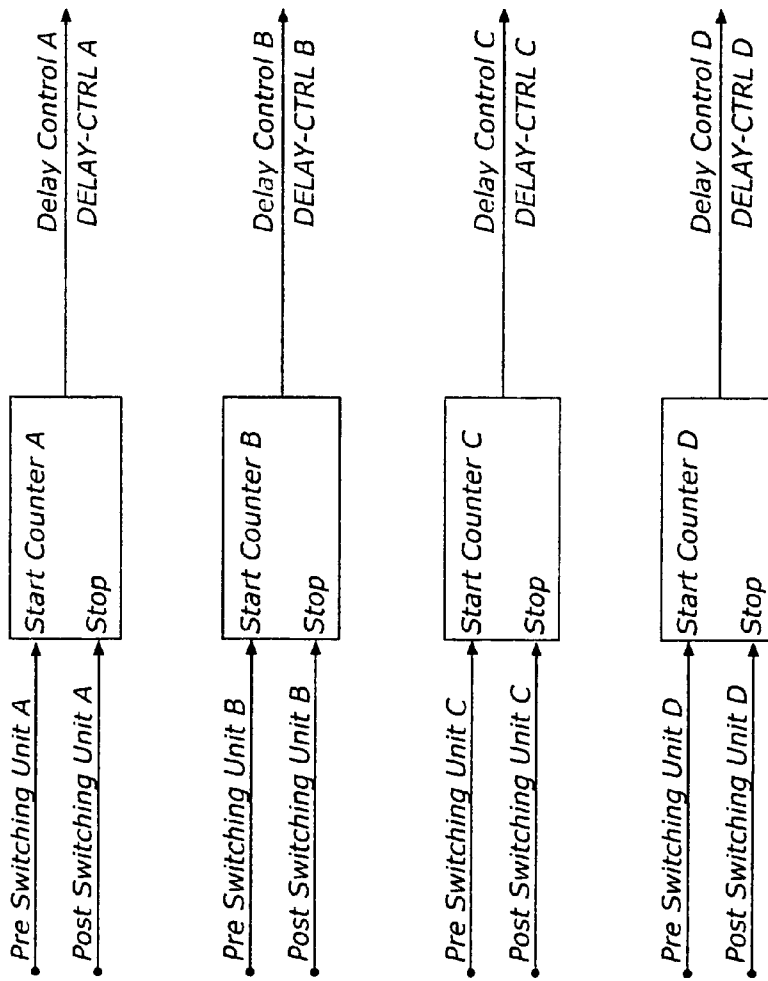 Pre Switching Unit A
Post Switching Unit A
Start Counter A
Stop
Delay Control A
DELAY-CTRL A
Pre Switching Unit B
Post Switching Unit B
Start Counter B
Stop
Delay Control B
DELAY-CTRL B
Pre Switching Unit C
Post Switching Unit C
Start Counter C
Stop
Delay Control C
DELAY-CTRL C
Pre Switching Unit D
Post Switching Unit D
Start Counter D
Stop
Delay Control D
DELAY-CTRL D